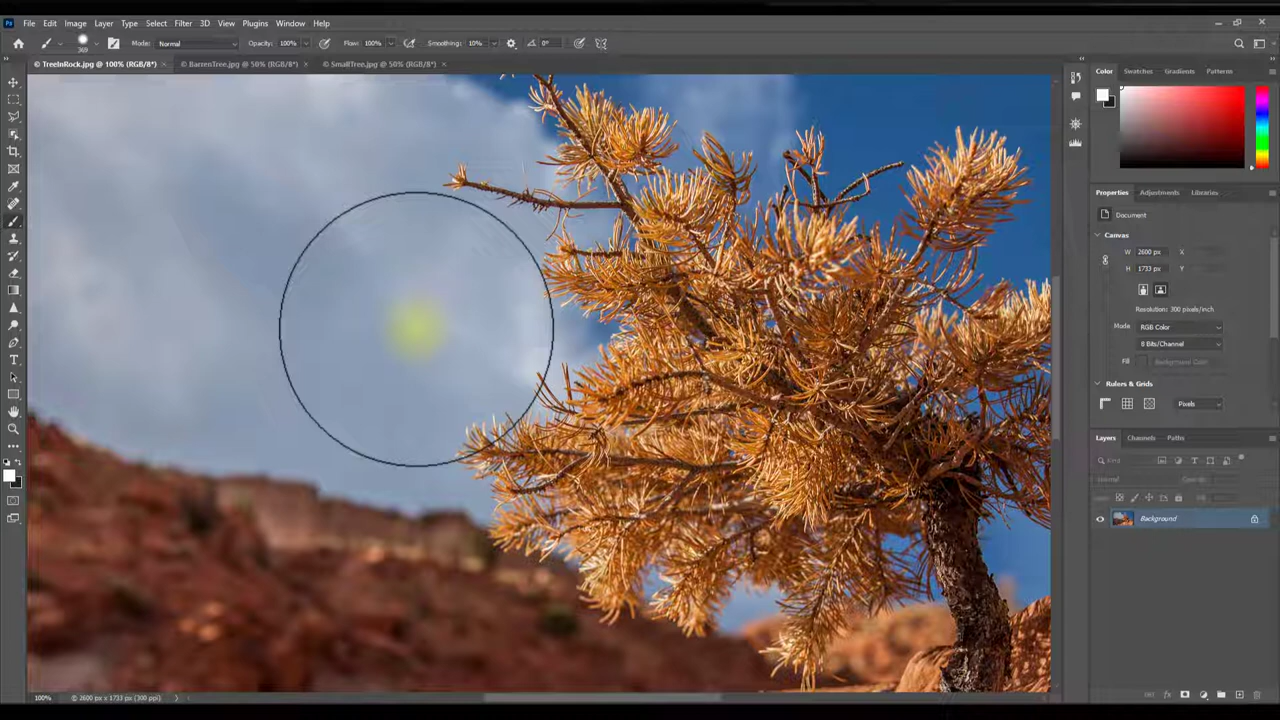 Ps File Edit Image Layer Type Select Filter 3D View Plugins Window Help
369 Mode: Normal Opacity: 100% Flow: 100% Smoothing: 10% 0°
TreeInRock.jpg @ 100% (RGB/8*) × BarrenTree.jpg @ 50% (RGB/8*) × SmallTree.jpg @ 50% (RGB/8*) ×
Color Swatches Gradients Patterns
Properties Adjustments Libraries
Document
Canvas
W 2600 px X
H 1733 px Y
Resolution: 300 pixels/inch
Mode RGB Color
8 Bits/Channel
Fill Background Color
Rulers & Grids
Pixels
Layers Channels Paths
Kind
Normal Opacity:
Background
100% 2600 px x 1733 px (300 ppi)